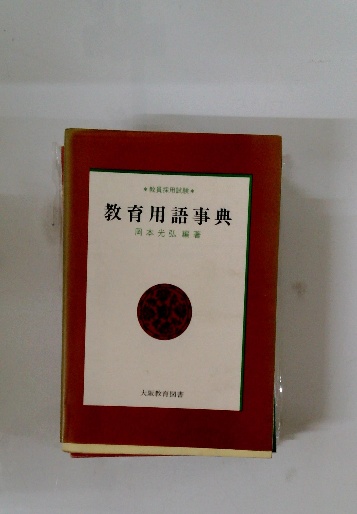 *教員採用試験*
教育用語事典
岡本光弘 編著
大阪教育図書